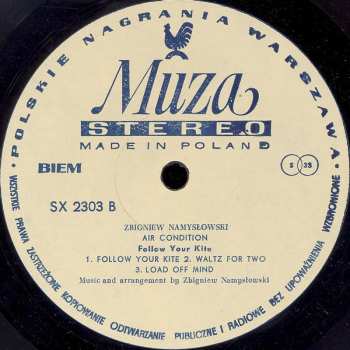 • POLSKIE NAGRANIA WARSZAWA •
Muza
STEREO
MADE IN POLAND
BIEM
S 33
SX 2303 B
ZBIGNIEW NAMYSŁOWSKI
AIR CONDITION
Follow Your Kite
1. FOLLOW YOUR KITE 2. WALTZ FOR TWO
3. LOAD OFF MIND
Music and arrangement by Zbigniew Namysłowski
WSZYSTKIE PRAWA ZASTRZEŻONE KOPIOWANIE ODTWARZANIE PUBLICZNE I RADIOWE BEZ UPOWAŻNIENIA WZBRONIONE